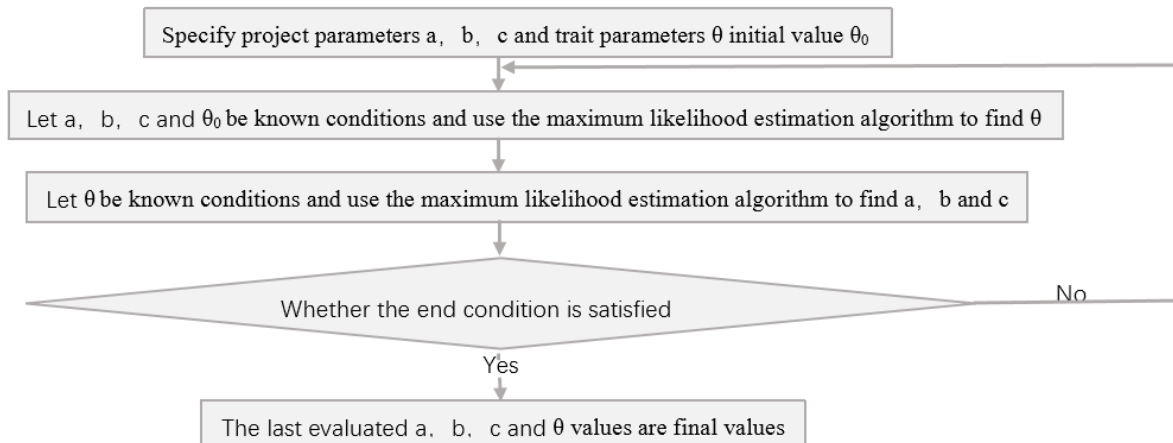 Specify project parameters a，b，c and trait parameters θ initial value θ₀
Let a，b，c and θ₀ be known conditions and use the maximum likelihood estimation algorithm to find θ
Let θ be known conditions and use the maximum likelihood estimation algorithm to find a，b and c
Whether the end condition is satisfied
No
Yes
The last evaluated a，b，c and θ values are final values